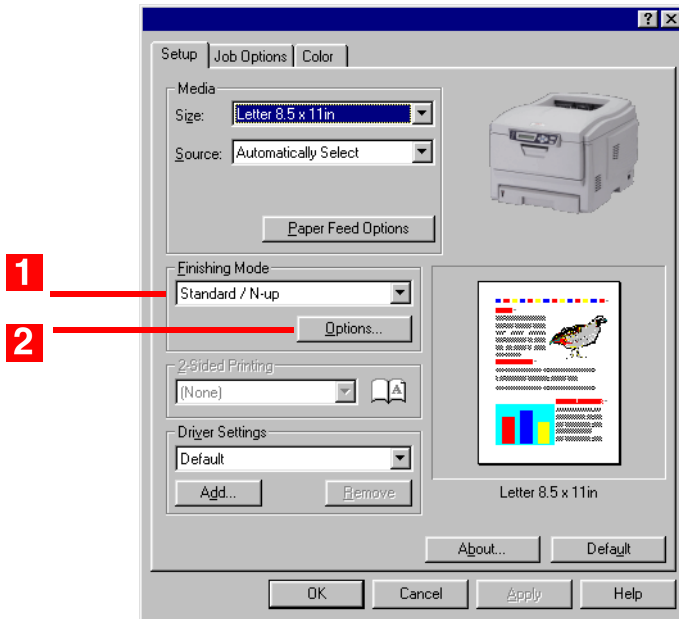 ? X
Setup Job Options Color
Media
Size: Letter 8.5 x 11in
Source: Automatically Select
Paper Feed Options
1
Finishing Mode
Standard / N-up
2
Options...
2-Sided Printing
(None)
A
Driver Settings
Default
Add... Remove
Letter 8.5 x 11in
About... Default
OK Cancel Apply Help